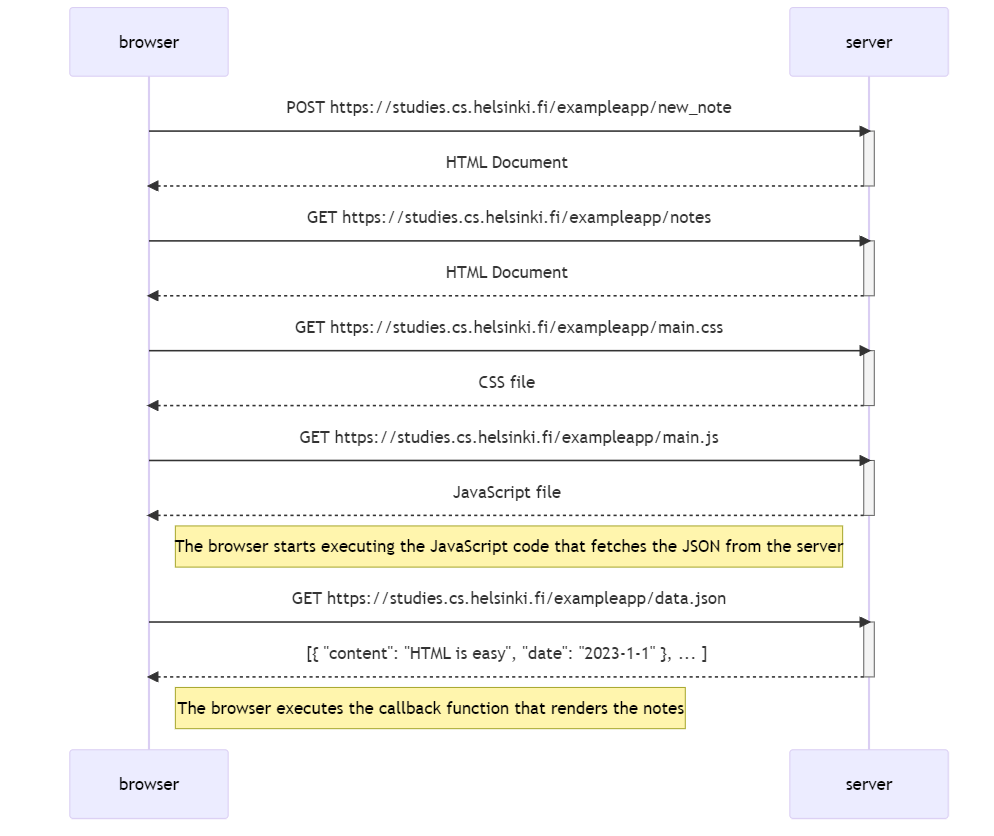 browser server
POST https://studies.cs.helsinki.fi/exampleapp/new_note
HTML Document
GET https://studies.cs.helsinki.fi/exampleapp/notes
HTML Document
GET https://studies.cs.helsinki.fi/exampleapp/main.css
CSS file
GET https://studies.cs.helsinki.fi/exampleapp/main.js
JavaScript file
The browser starts executing the JavaScript code that fetches the JSON from the server
GET https://studies.cs.helsinki.fi/exampleapp/data.json
[{ "content": "HTML is easy", "date": "2023-1-1" }, ... ]
The browser executes the callback function that renders the notes
browser server